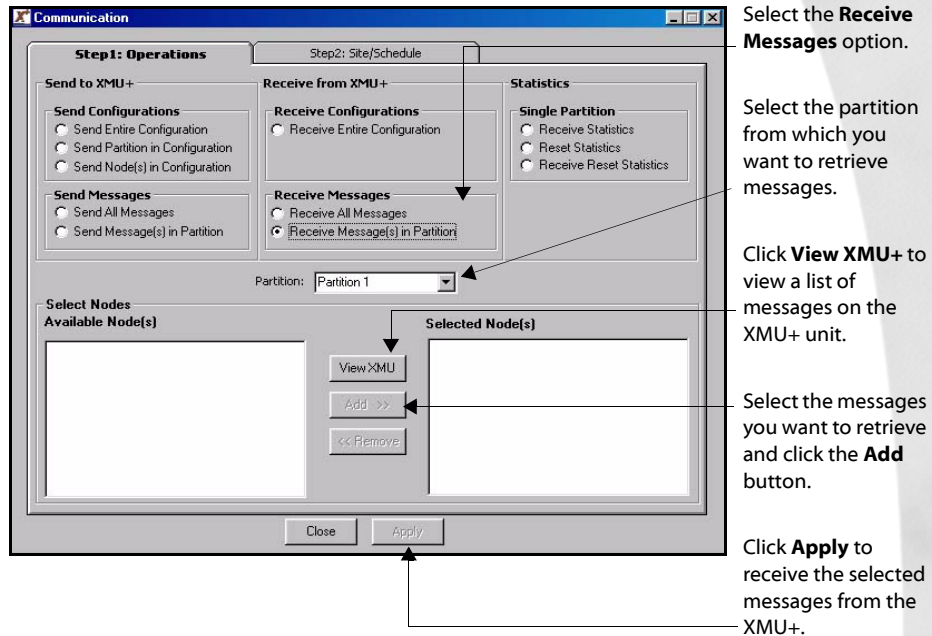 Communication
Step1: Operations
Step2: Site/Schedule
Send to XMU+
Send Configurations
Send Entire Configuration
Send Partition in Configuration
Send Node(s) in Configuration
Send Messages
Send All Messages
Send Message(s) in Partition
Receive from XMU+
Receive Configurations
Receive Entire Configuration
Receive Messages
Receive All Messages
Receive Message(s) in Partition
Statistics
Single Partition
Receive Statistics
Reset Statistics
Receive Reset Statistics
Partition: Partition 1
Select Nodes
Available Node(s)
Selected Node(s)
View XMU
Add >>
<< Remove
Close
Apply
Select the Receive
Messages option.
Select the partition
from which you
want to retrieve
messages.
Click View XMU+ to
view a list of
messages on the
XMU+ unit.
Select the messages
you want to retrieve
and click the Add
button.
Click Apply to
receive the selected
messages from the
XMU+.